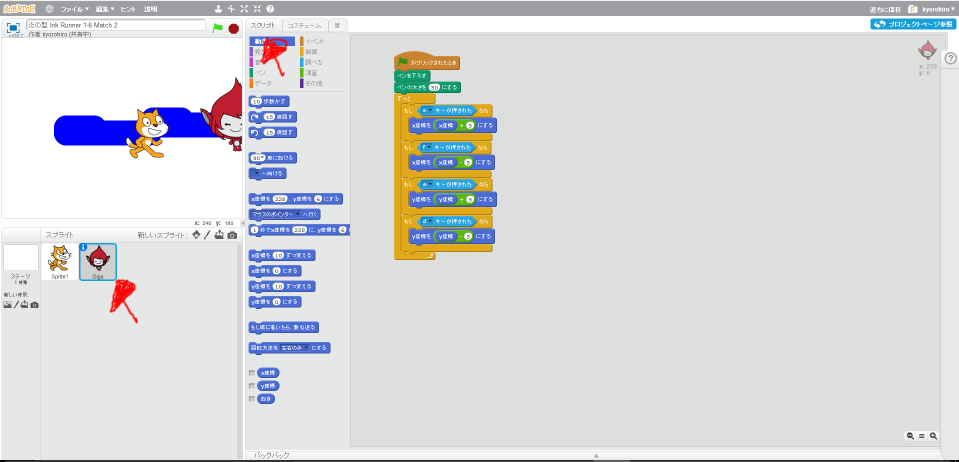 SCRATCH ファイル▼ 編集▼ ヒント 説明 直ちに保存 kyorohiro▼
炎の型 Ink Runner 1-6 Match 2
作者 kyorohiro (共有中)
スクリプト コスチューム 音
プロジェクトページ参照
イベント
制御
調べる
ペン 演算
データ その他
x: 228
y: 6
がクリックされたとき
ペンを下ろす
ペンの太さを 50 にする
ずっと
もし キーが押された なら
x座標を x座標 + 5 にする
もし f キーが押された なら
x座標を x座標 - 5 にする
もし キーが押された なら
y座標を y座標 + 5 にする
もし d キーが押された なら
y座標を y座標 - 5 にする
10 歩動かす
15 度回す
15 度回す
90▼ 度に向ける
へ向ける
x座標を 228 、y座標を 6 にする
マウスのポインター へ行く
1 秒でx座標を 228 に、y座標を 6
x座標を 10 ずつ変える
x座標を 0 にする
y座標を 10 ずつ変える
y座標を 0 にする
もし端に着いたら、跳ね返る
回転方法を 左右のみ にする
x座標
y座標
向き
x: 240 y: 180
スプライト 新しいスプライト:
ステージ
1 背景
新しい背景:
Sprite1
Giga
バックパック